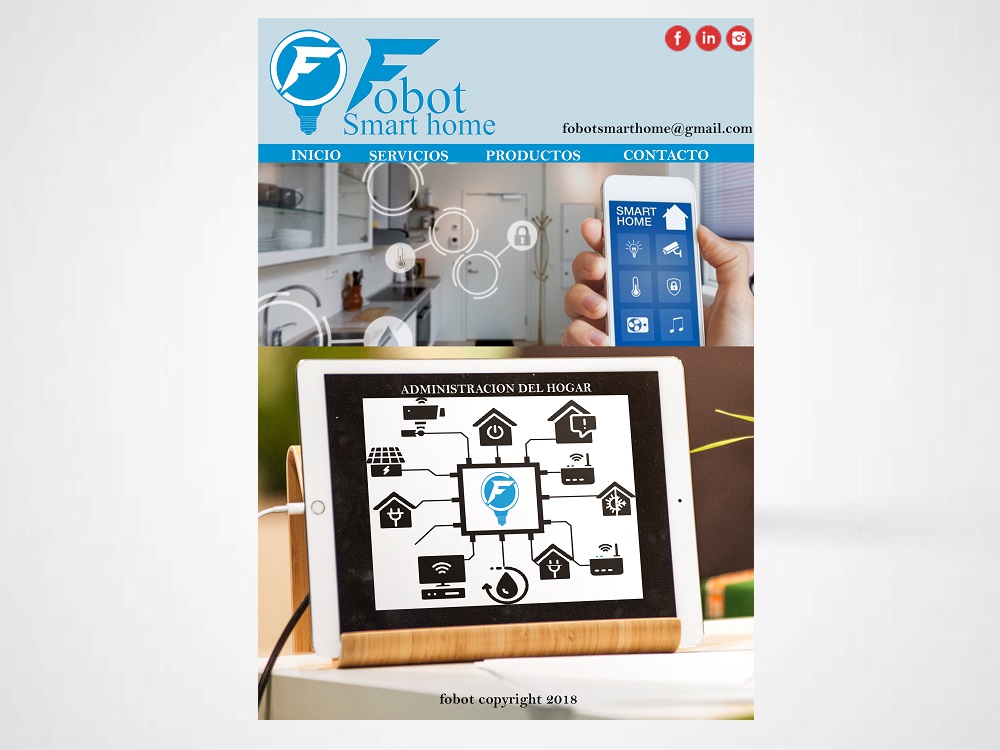 Fobot
Smart home
fobotsmarthome@gmail.com
INICIO SERVICIOS PRODUCTOS CONTACTO
SMART
HOME
ADMINISTRACION DEL HOGAR
fobot copyright 2018